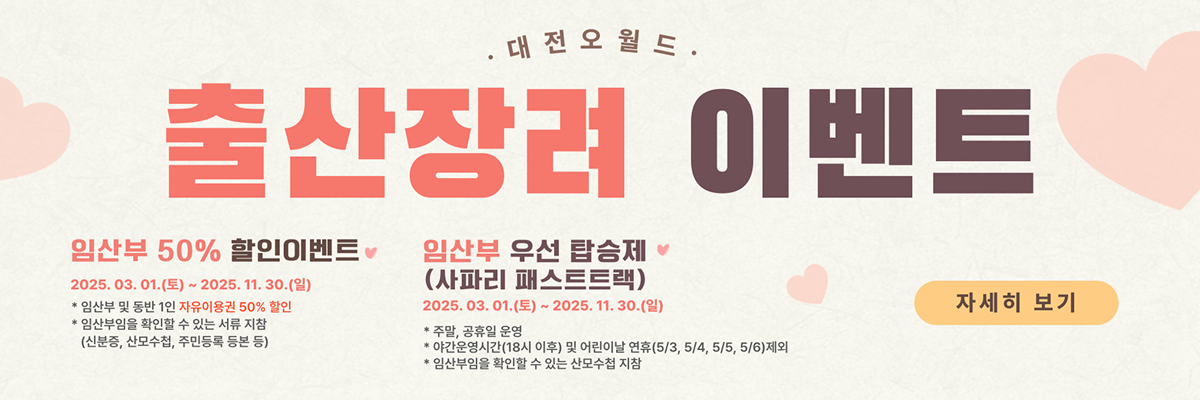 · 대전오월드 ·
출산장려 이벤트
임산부 50% 할인이벤트
2025. 03. 01.(토) ~ 2025. 11. 30.(일)
* 임산부 및 동반 1인 자유이용권 50% 할인
* 임산부임을 확인할 수 있는 서류 지참
(신분증, 산모수첩, 주민등록 등본 등)
임산부 우선 탑승제
(사파리 패스트트랙)
2025. 03. 01.(토) ~ 2025. 11. 30.(일)
* 주말, 공휴일 운영
* 야간운영시간(18시 이후) 및 어린이날 연휴(5/3, 5/4, 5/5, 5/6)제외
* 임산부임을 확인할 수 있는 산모수첩 지참
자세히 보기